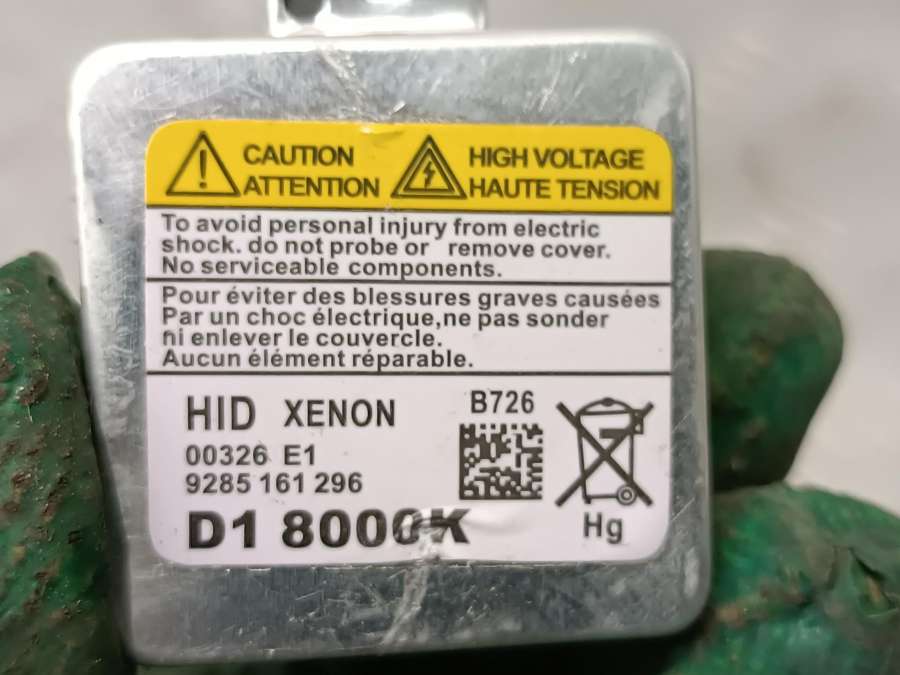 CAUTION
ATTENTION
HIGH VOLTAGE
HAUTE TENSION
To avoid personal injury from electric
shock. do not probe or remove cover.
No serviceable components.
Pour éviter des blessures graves causées
Par un choc électrique,ne pas sonder
ni enlever le couvercle.
Aucun élément réparable.
HID XENON
00326 E1
9285 161 296
D1 8000K
B726
Hg